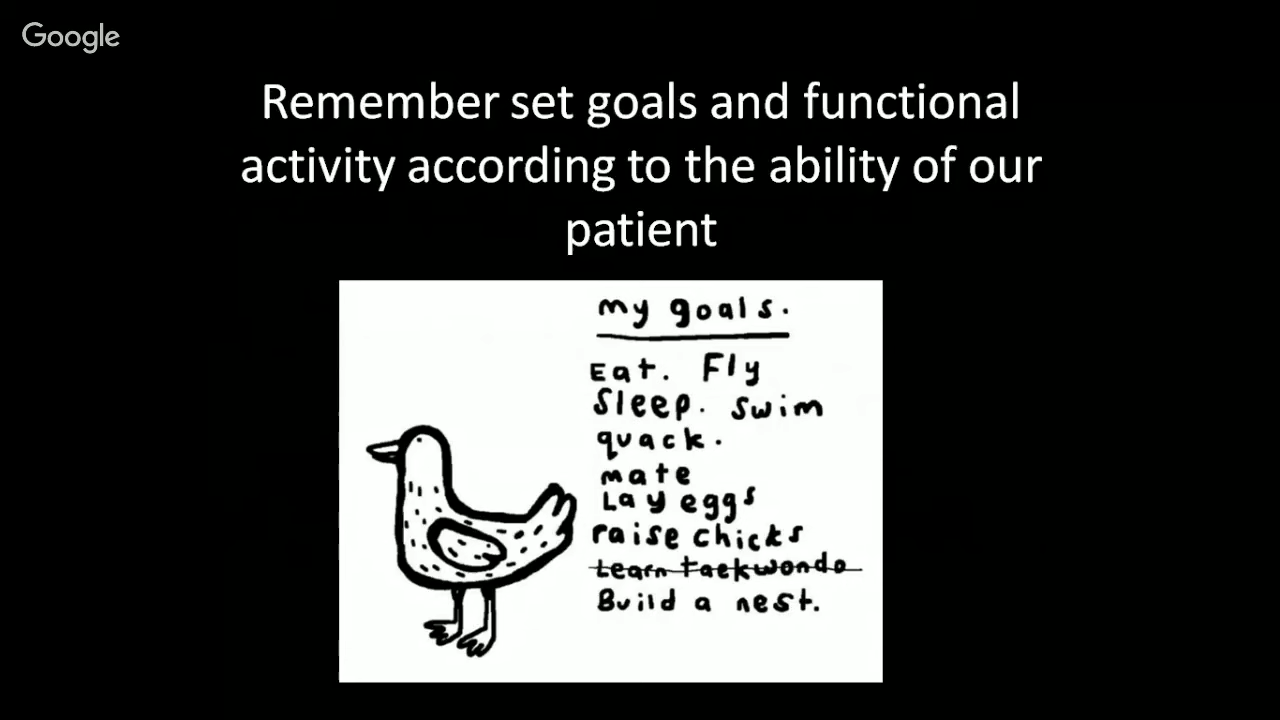 Google
Remember set goals and functional
activity according to the ability of our
patient
my goals.
Eat. Fly
Sleep. swim
quack.
mate
Lay eggs
raise chicks
Learn taekwondo
Build a nest.